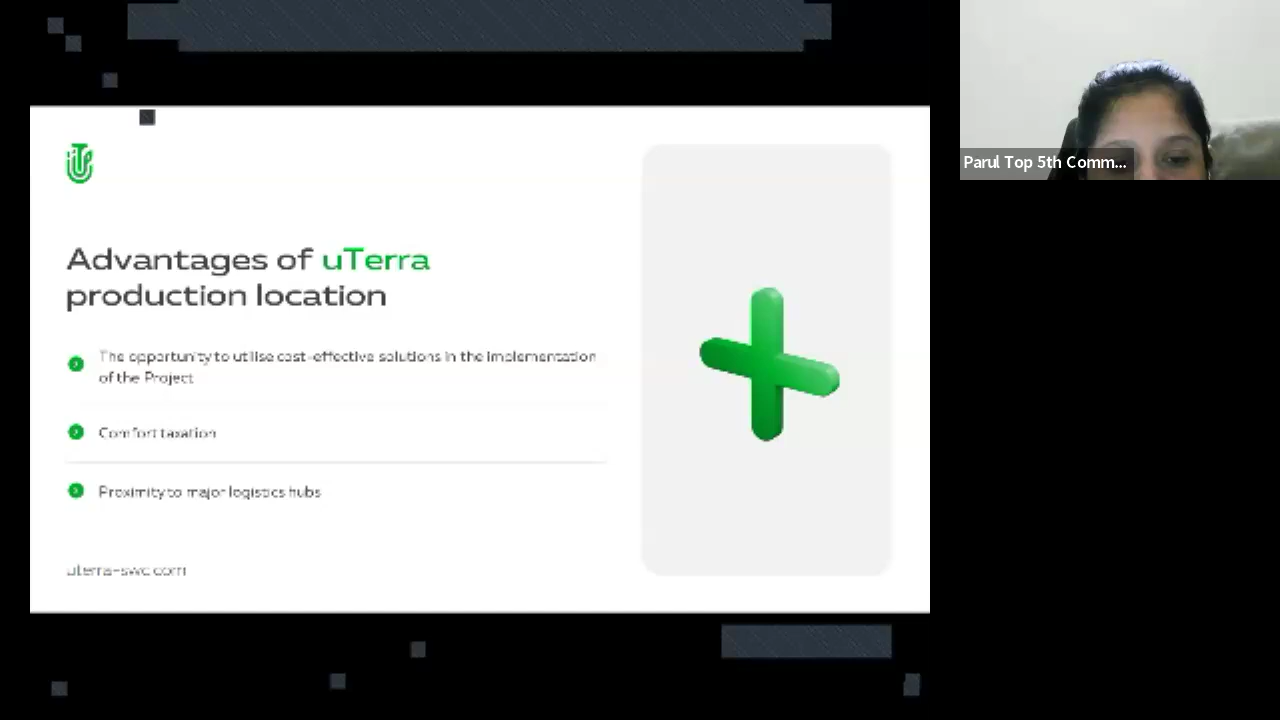 Advantages of uTerra
production location
The opportunity to utilise cost-effective solutions in the implementation
of the Project
Comfort taxation
Proximity to major logistics hubs
uterra-swc.com
Parul Top 5th Comm...